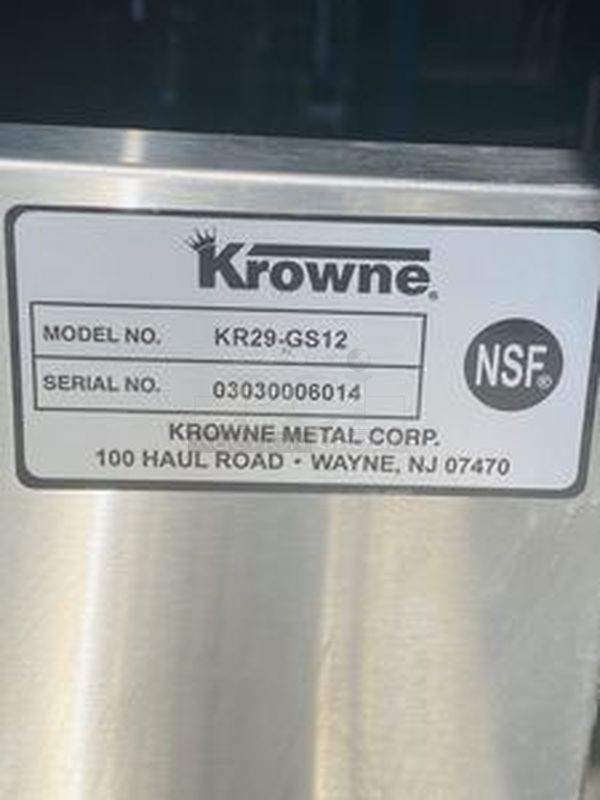 Krowne®
MODEL NO. KR29-GS12
SERIAL NO. 03030006014
NSF®
KROWNE METAL CORP.
100 HAUL ROAD • WAYNE, NJ 07470